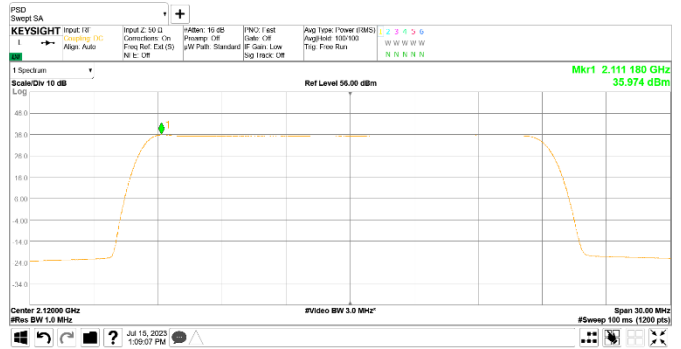 PSD
Swept SA
+
KEYSIGHT Input: RF Input Z: 50 Ω #Atten: 16 dB PNO: Fast Avg Type: Power (RMS) 1 2 3 4 5 6
1 Coupling: DC Corrections: On Preamp: Off Gate: Off Avg|Hold: 100/100 W W W W W W
Align: Auto Freq Ref: Ext (S) µW Path: Standard IF Gain: Low Trig: Free Run N N N N N N
NFE: Off Sig Track: Off
1 Spectrum Mkr1 2.111 180 GHz
Scale/Div 10 dB Ref Level 56.00 dBm 35.974 dBm
Log
46.0
36.0
1
26.0
16.0
6.00
-4.00
-14.0
-24.0
-34.0
Center 2.12000 GHz #Video BW 3.0 MHz* Span 30.00 MHz
#Res BW 1.0 MHz #Sweep 100 ms (1200 pts)
? Jul 15, 2023
1:09:07 PM